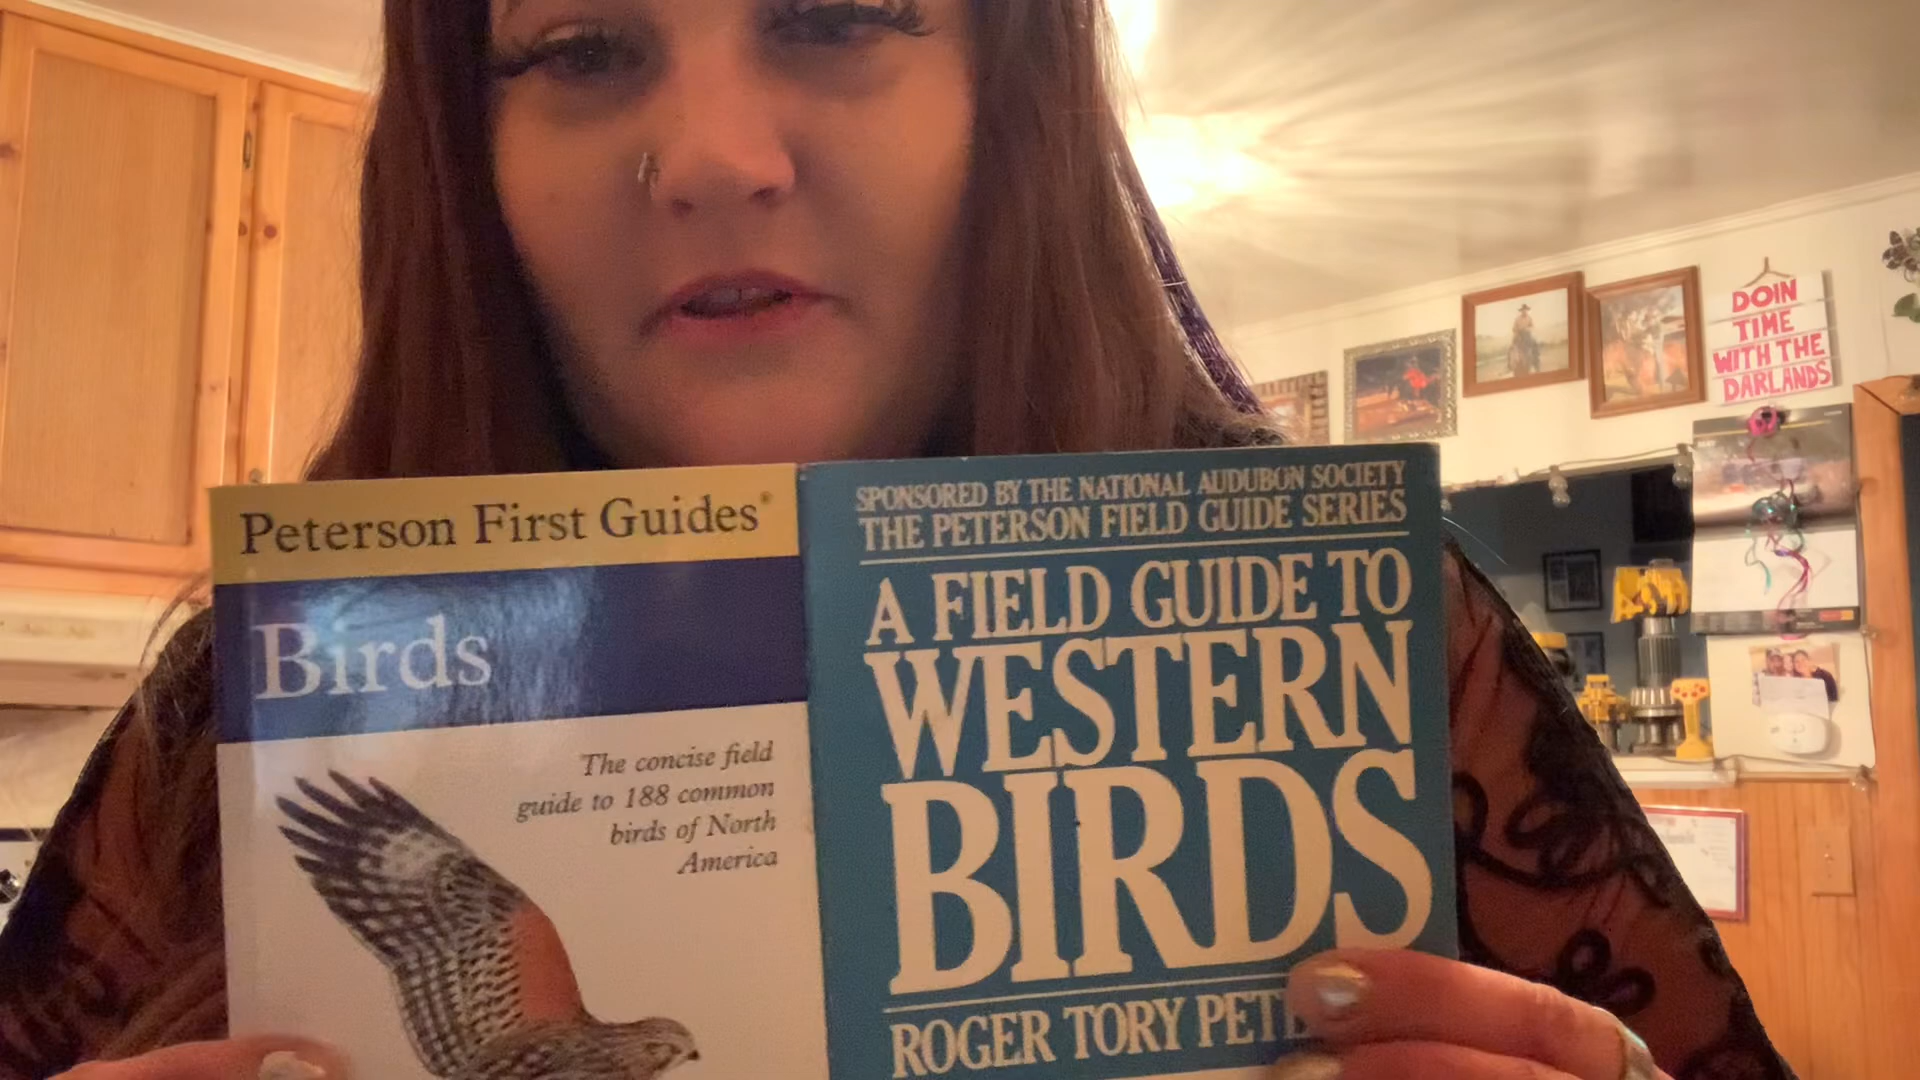 Peterson First Guides®
Birds
The concise field
guide to 188 common
birds of North
America
SPONSORED BY THE NATIONAL AUDUBON SOCIETY
THE PETERSON FIELD GUIDE SERIES
A FIELD GUIDE TO
WESTERN
BIRDS
ROGER TORY
DOIN
TIME
WITH THE
DARLANDS